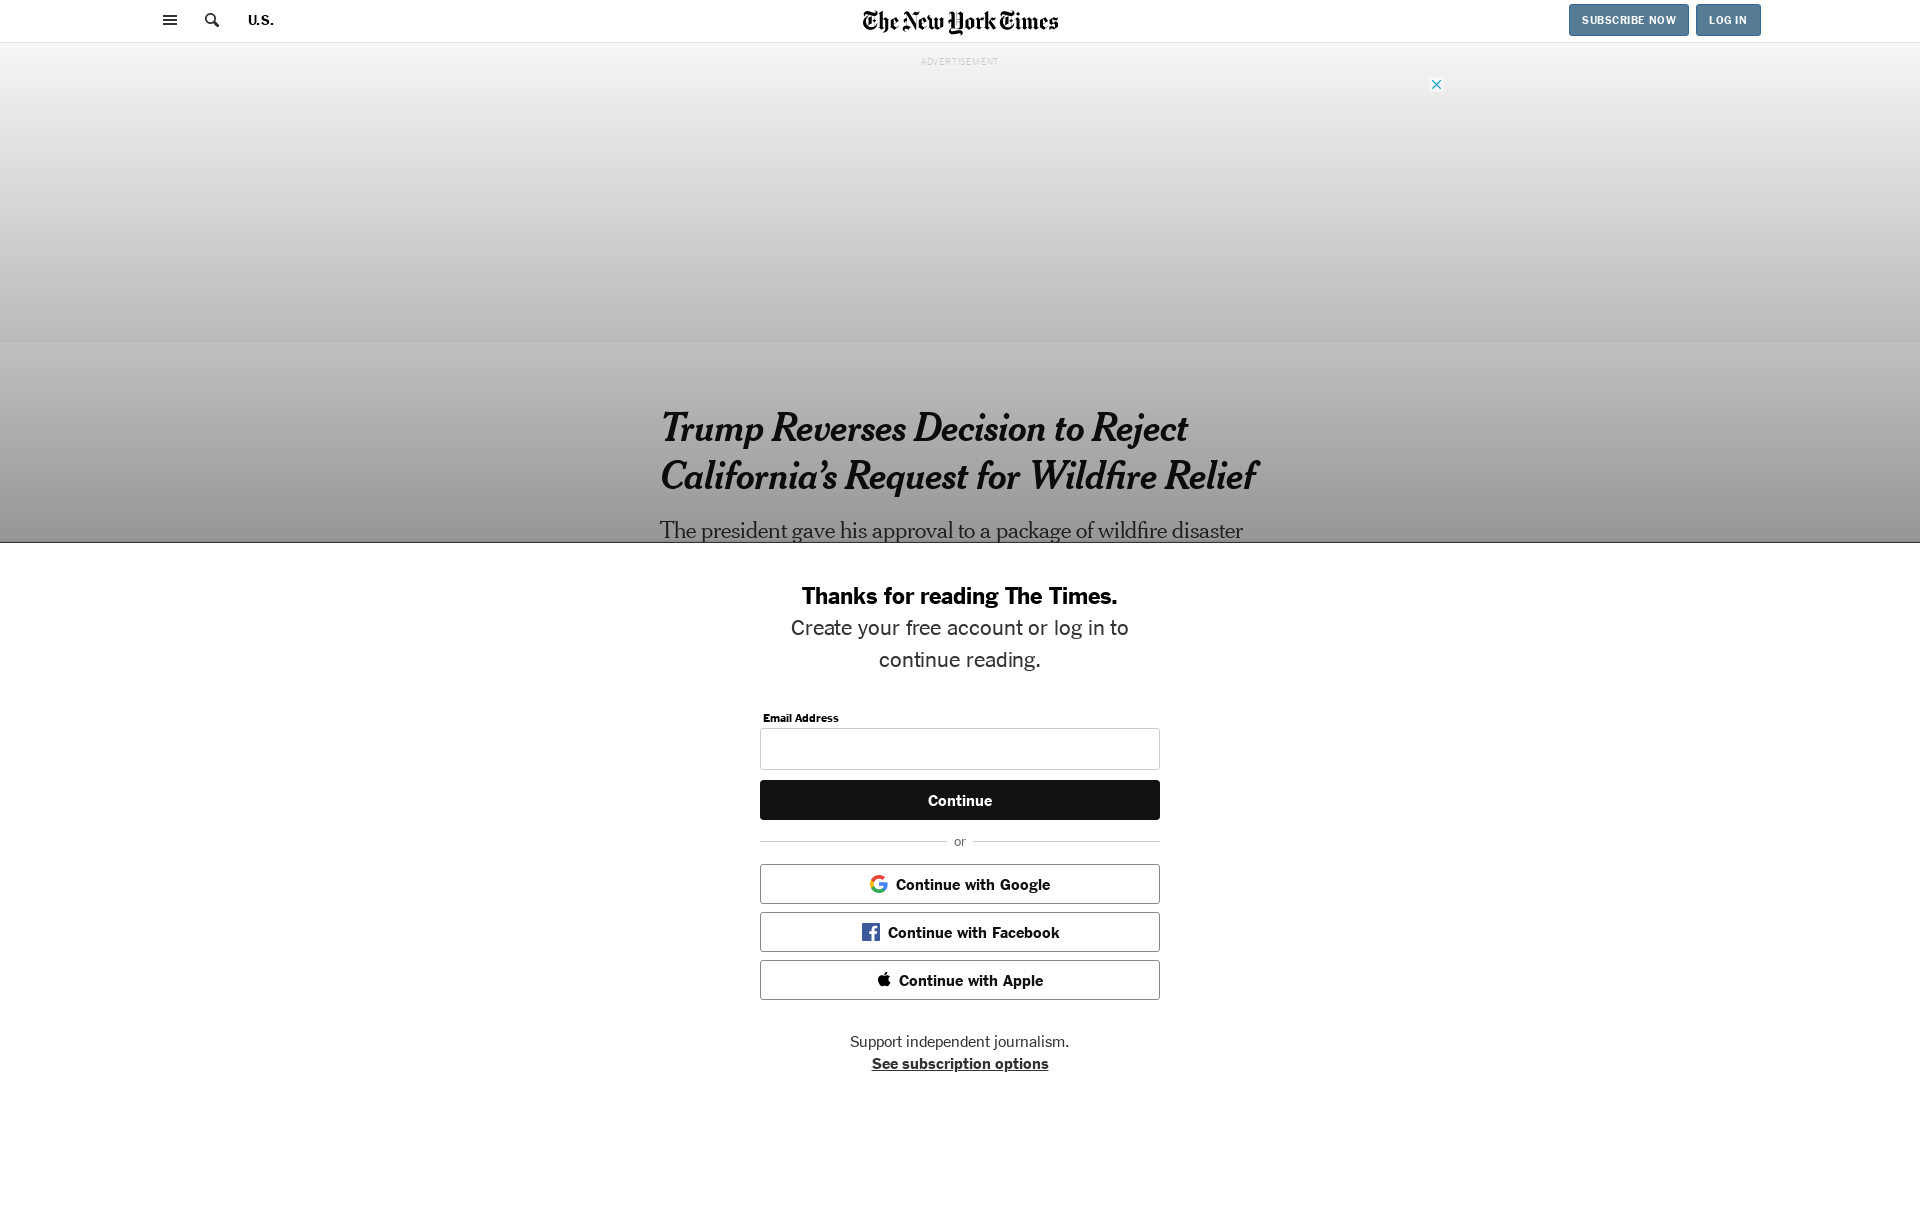 U.S.
The New York Times
SUBSCRIBE NOW
LOG IN
ADVERTISEMENT
Trump Reverses Decision to Reject
California’s Request for Wildfire Relief
The president gave his approval to a package of wildfire disaster
Thanks for reading The Times.
Create your free account or log in to
continue reading.
Email Address
Continue
or
Continue with Google
Continue with Facebook
Continue with Apple
Support independent journalism.
See subscription options